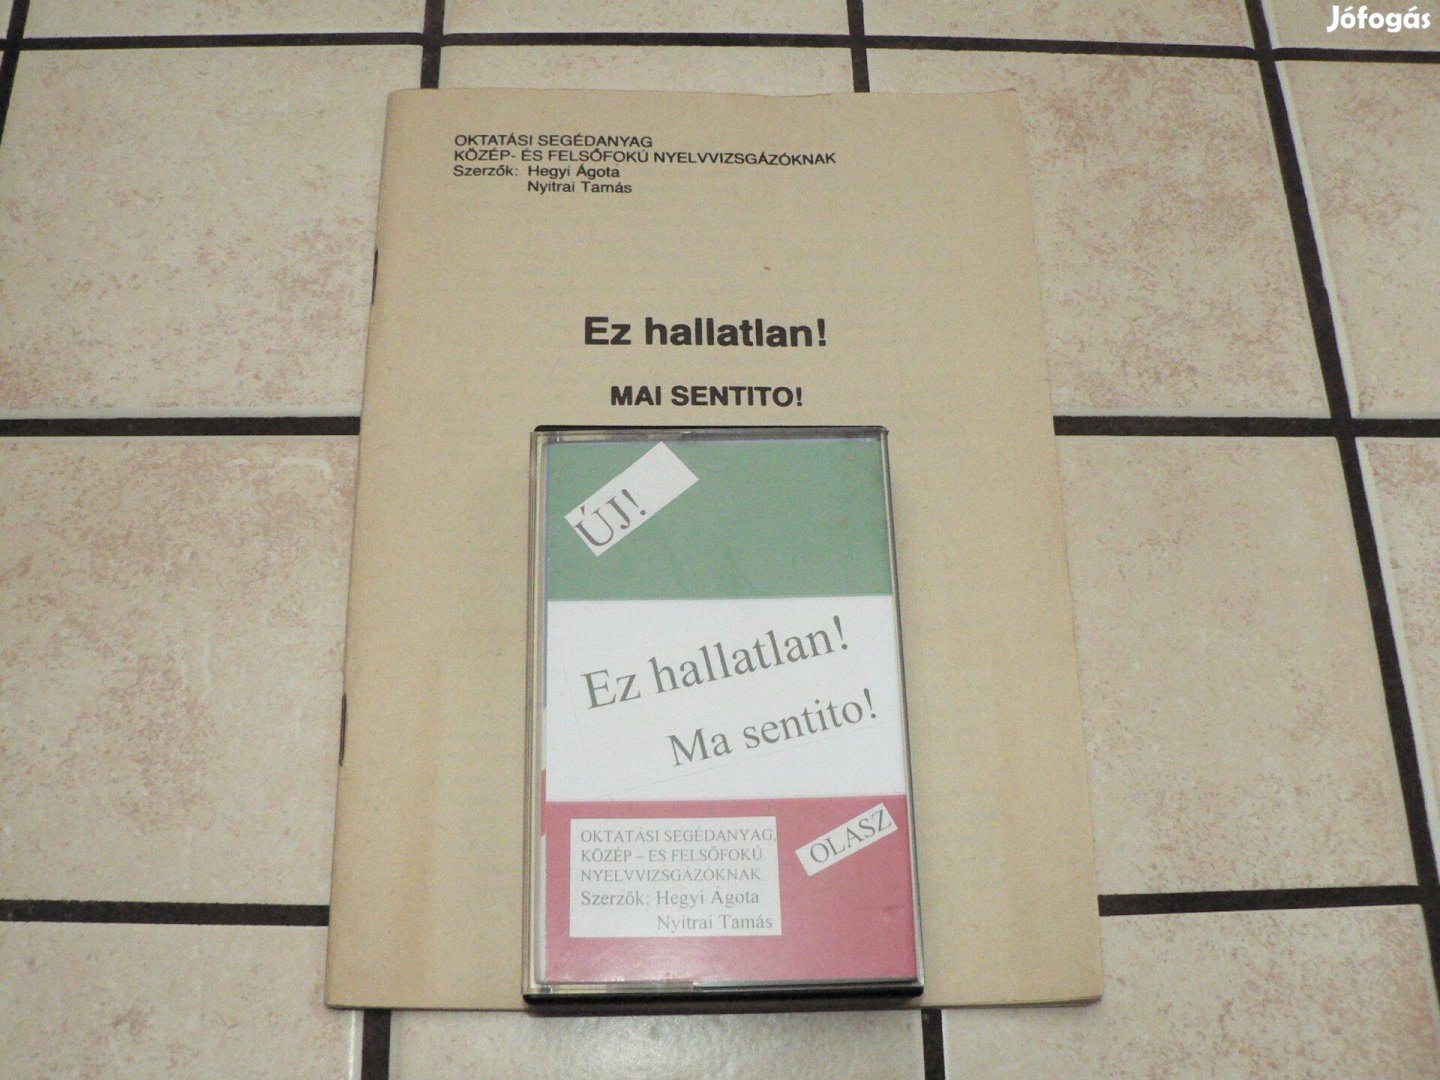 Jófogás
OKTATÁSI SEGÉDANYAG
KÖZÉP- ÉS FELSŐFOKÚ NYELVVIZSGÁZÓKNAK
Szerzők: Hegyi Ágota
Nyitrai Tamás
Ez hallatlan!
MAI SENTITO!
ÚJ!
Ez hallatlan!
Ma sentito!
OKTATÁSI SEGÉDANYAG,
KÖZÉP – ÉS FELSŐFOKÚ
NYELVVIZSGÁZÓKNAK
Szerzők: Hegyi Ágota
Nyitrai Tamás
OLASZ